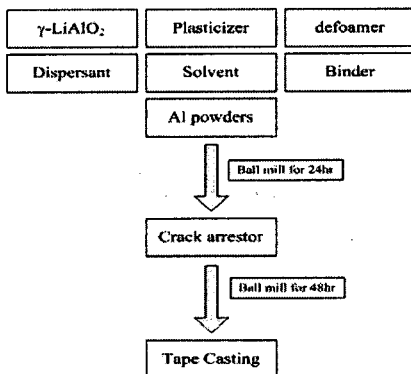 γ-LiAlO₂
Plasticizer
defoamer
Dispersant
Solvent
Binder
Al powders
Ball mill for 24hr
Crack arrestor
Ball mill for 48hr
Tape Casting